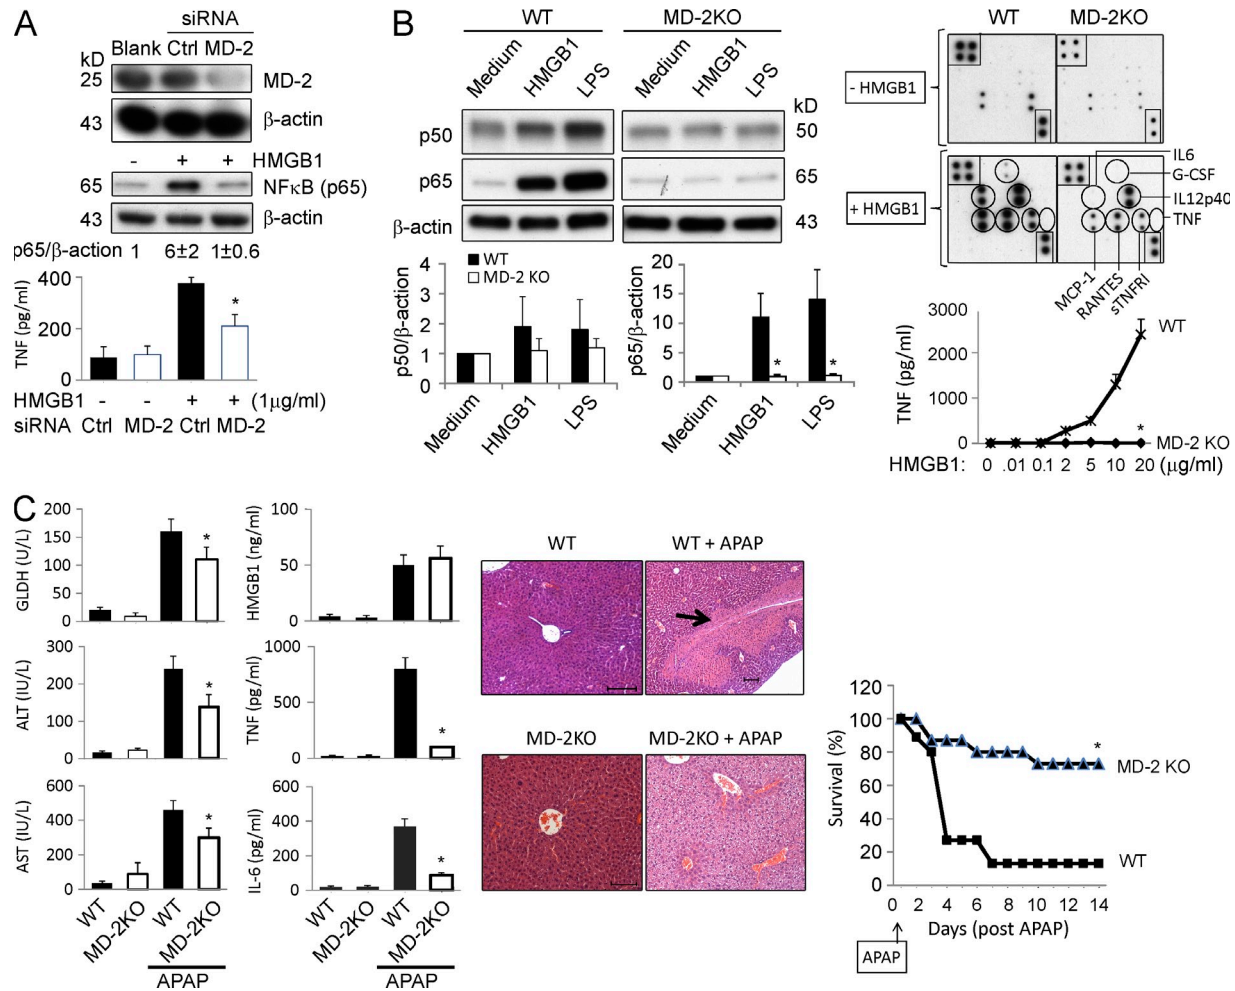 A
siRNA
Blank Ctrl MD-2
kD
25 MD-2
43 β-actin
- + + HMGB1
65 NFκB (p65)
43 β-actin
p65/β-action 1 6±2 1±0.6
TNF (pg/ml)
400
200
0
*
HMGB1 - - + + (1μg/ml)
siRNA Ctrl MD-2 Ctrl MD-2
B
WT MD-2KO
Medium HMGB1 LPS Medium HMGB1 LPS
kD
p50 50
p65 65
β-actin 43
p50/β-action
4
3
2
1
0
WT
MD-2 KO
Medium HMGB1 LPS
p65/β-action
20
15
10
5
0
* *
Medium HMGB1 LPS
WT MD-2KO
- HMGB1
+ HMGB1
IL6
G-CSF
IL12p40
TNF
MCP-1 RANTES sTNFRI
TNF (pg/ml)
3000
2000
1000
0
WT
*
MD-2 KO
HMGB1: 0 .01 0.1 2 5 10 20 (μg/ml)
C
GLDH (U/L)
200
150
100
50
0
*
HMGB1 (ng/ml)
100
50
0
ALT (IU/L)
300
200
100
0
*
TNF (pg/ml)
1000
500
0
*
AST (IU/L)
600
400
200
0
*
IL-6 (pg/ml)
600
400
200
0
*
WT MD-2KO WT MD-2KO
APAP
WT MD-2KO WT MD-2KO
APAP
WT WT + APAP
MD-2KO MD-2KO + APAP
Survival (%)
120
100
80
60
40
20
0
*
MD-2 KO
WT
0 2 4 6 8 10 12 14
Days (post APAP)
APAP